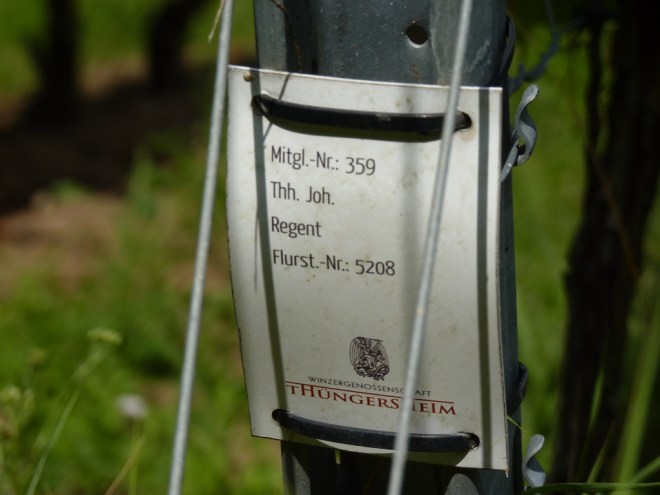 Mitgl.-Nr.: 359
Thh. Joh.
Regent
Flurst.-Nr.: 5208
WINZERGENOSSENSCHAFT
tHÜNGERSHEIM